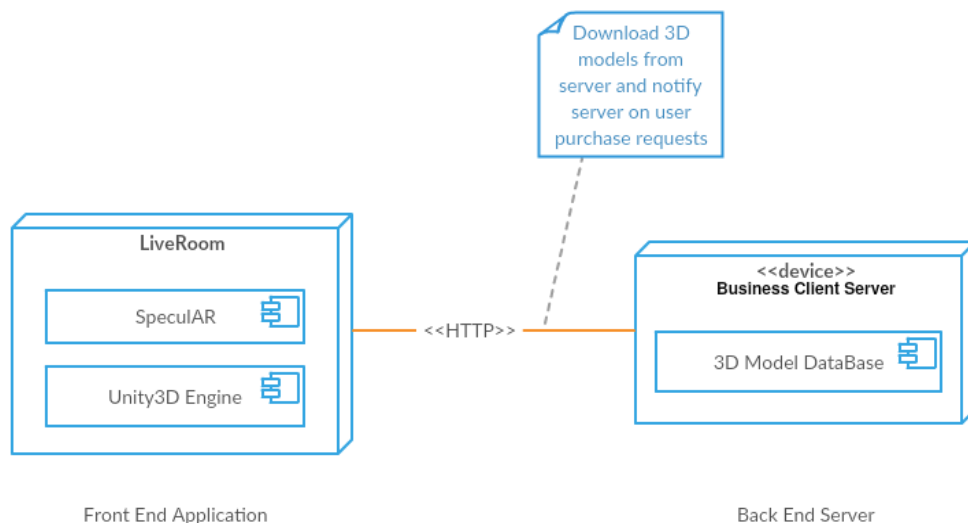 Download 3D
models from
server and notify
server on user
purchase requests
LiveRoom
SpeculAR
Unity3D Engine
<<HTTP>>
<<device>>
Business Client Server
3D Model DataBase
Front End Application
Back End Server